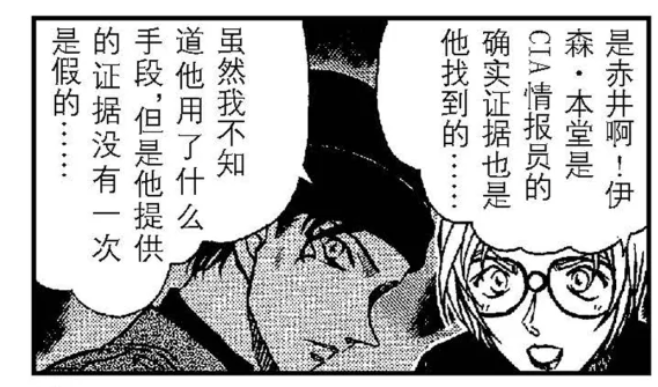 是赤井啊！伊
森·本堂是
CIA情报员的
确实证据也是
他找到的……
虽然我不知
道他用了什么
手段，但是他提供
的证据没有一次
是假的……